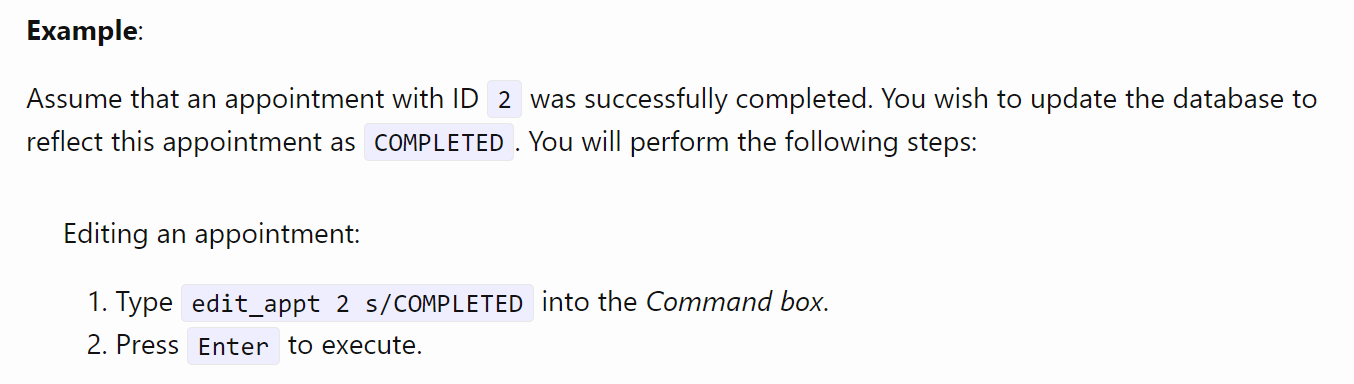 Example:
Assume that an appointment with ID 2 was successfully completed. You wish to update the database to
reflect this appointment as COMPLETED. You will perform the following steps:
Editing an appointment:
1. Type edit_appt 2 s/COMPLETED into the Command box.
2. Press Enter to execute.